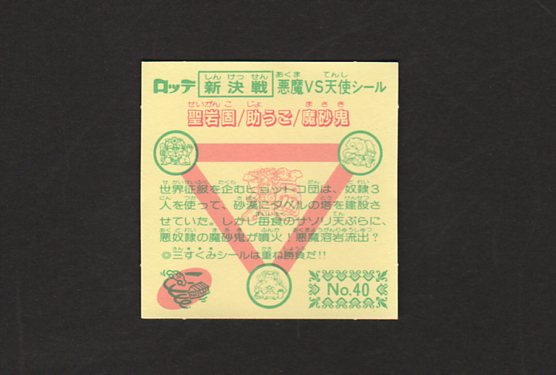 ロッテ 新決戦 悪魔VS天使シール
聖岩固/助うご/魔砂鬼
世界征服を企むヒョットコ団は、奴隷3
人を使って、砂漠にタベルの塔を建設さ
せていた。しかし毎食のサソリ天ぷらに、
悪奴隷の魔砂鬼が噴火！悪魔溶岩流出？
◎三すくみシールは重ね勝負だ!!
No.40